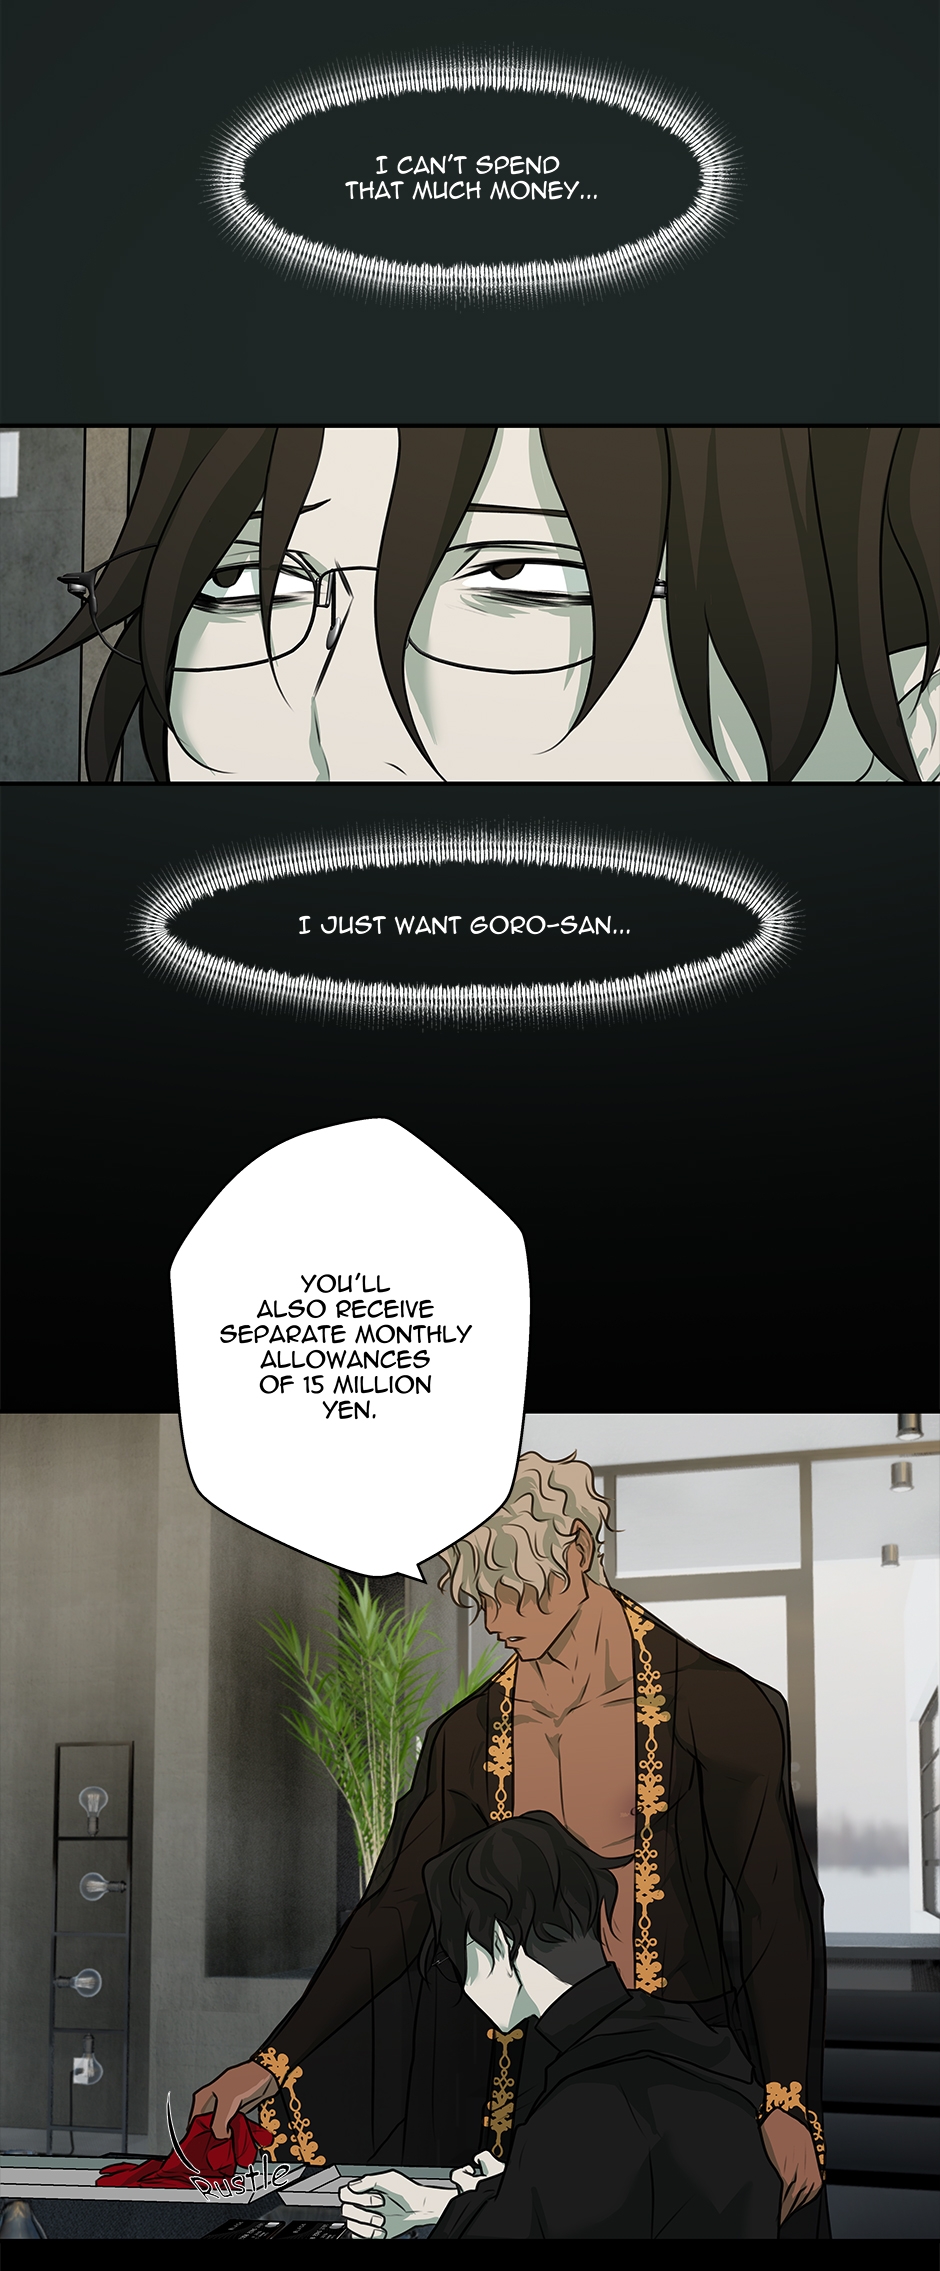 I CAN'T SPEND
THAT MUCH MONEY...
I JUST WANT GORO-SAN...
YOU'LL
ALSO RECEIVE
SEPARATE MONTHLY
ALLOWANCES
OF 15 MILLION
YEN.
Rustle